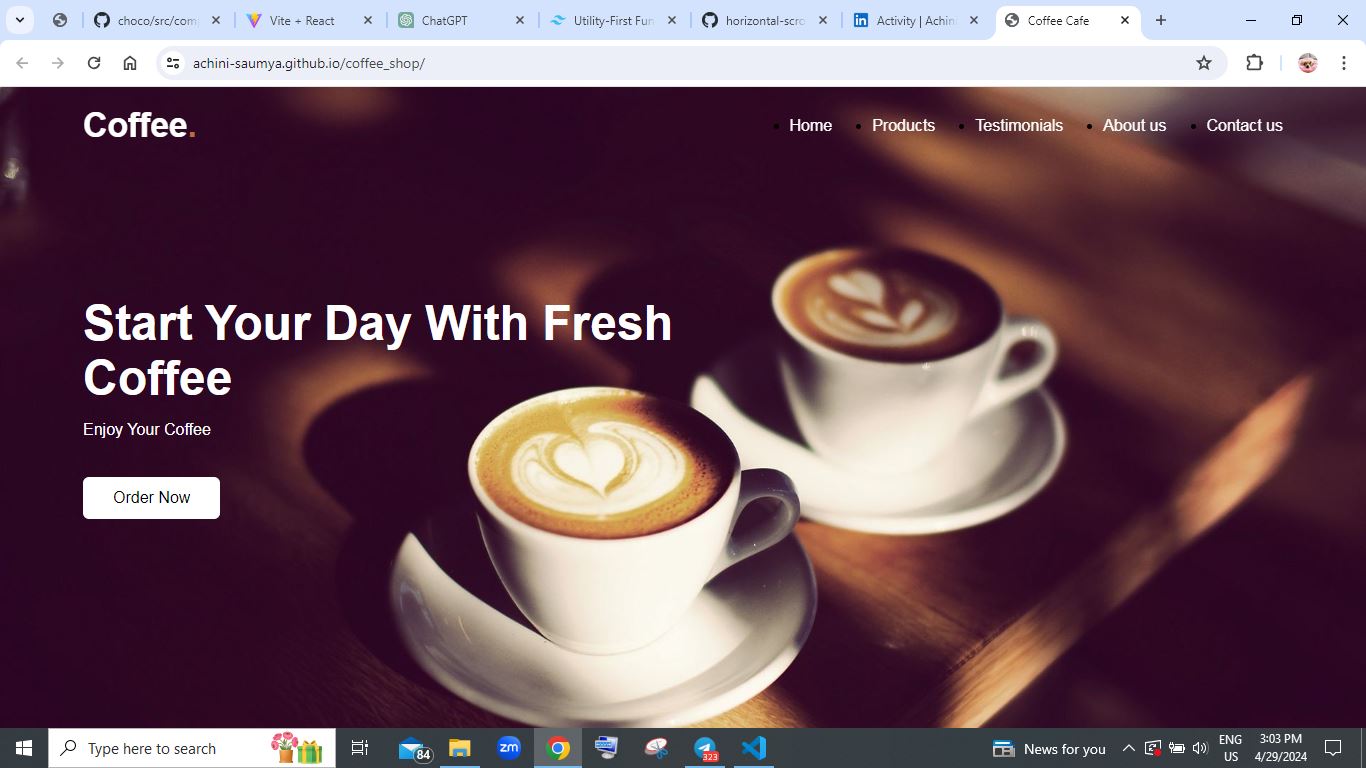 choco/src/comp
Vite + React
ChatGPT
Utility-First Fun
horizontal-scro
Activity | Achini
Coffee Cafe
achini-saumya.github.io/coffee_shop/
Coffee.
Home
Products
Testimonials
About us
Contact us
Start Your Day With Fresh
Coffee
Enjoy Your Coffee
Order Now
Type here to search
84
zm
323
News for you
ENG
US
3:03 PM
4/29/2024